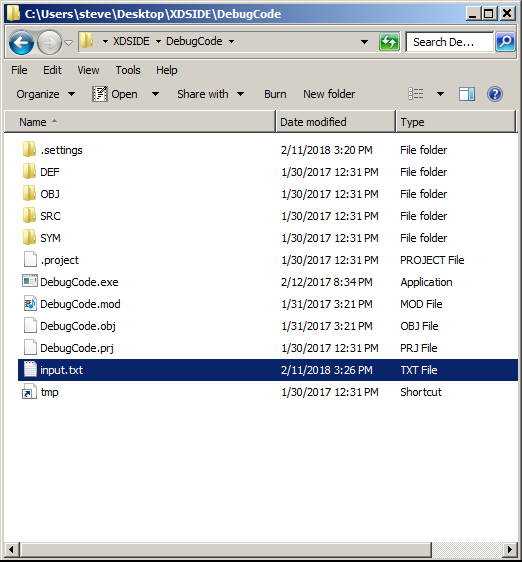 C:\Users\steve\Desktop\XDSIDE\DebugCode
XDSIDE DebugCode Search De...
File Edit View Tools Help
Organize Open Share with Burn New folder
Name Date modified Type
.settings 2/11/2018 3:20 PM File folder
DEF 1/30/2017 12:31 PM File folder
OBJ 1/30/2017 12:31 PM File folder
SRC 1/30/2017 12:31 PM File folder
SYM 1/30/2017 12:31 PM File folder
.project 1/30/2017 12:31 PM PROJECT File
DebugCode.exe 2/12/2017 8:34 PM Application
DebugCode.mod 1/31/2017 3:21 PM MOD File
DebugCode.obj 1/31/2017 3:21 PM OBJ File
DebugCode.prj 1/30/2017 12:31 PM PRJ File
input.txt 2/11/2018 3:26 PM TXT File
tmp 1/30/2017 12:31 PM Shortcut